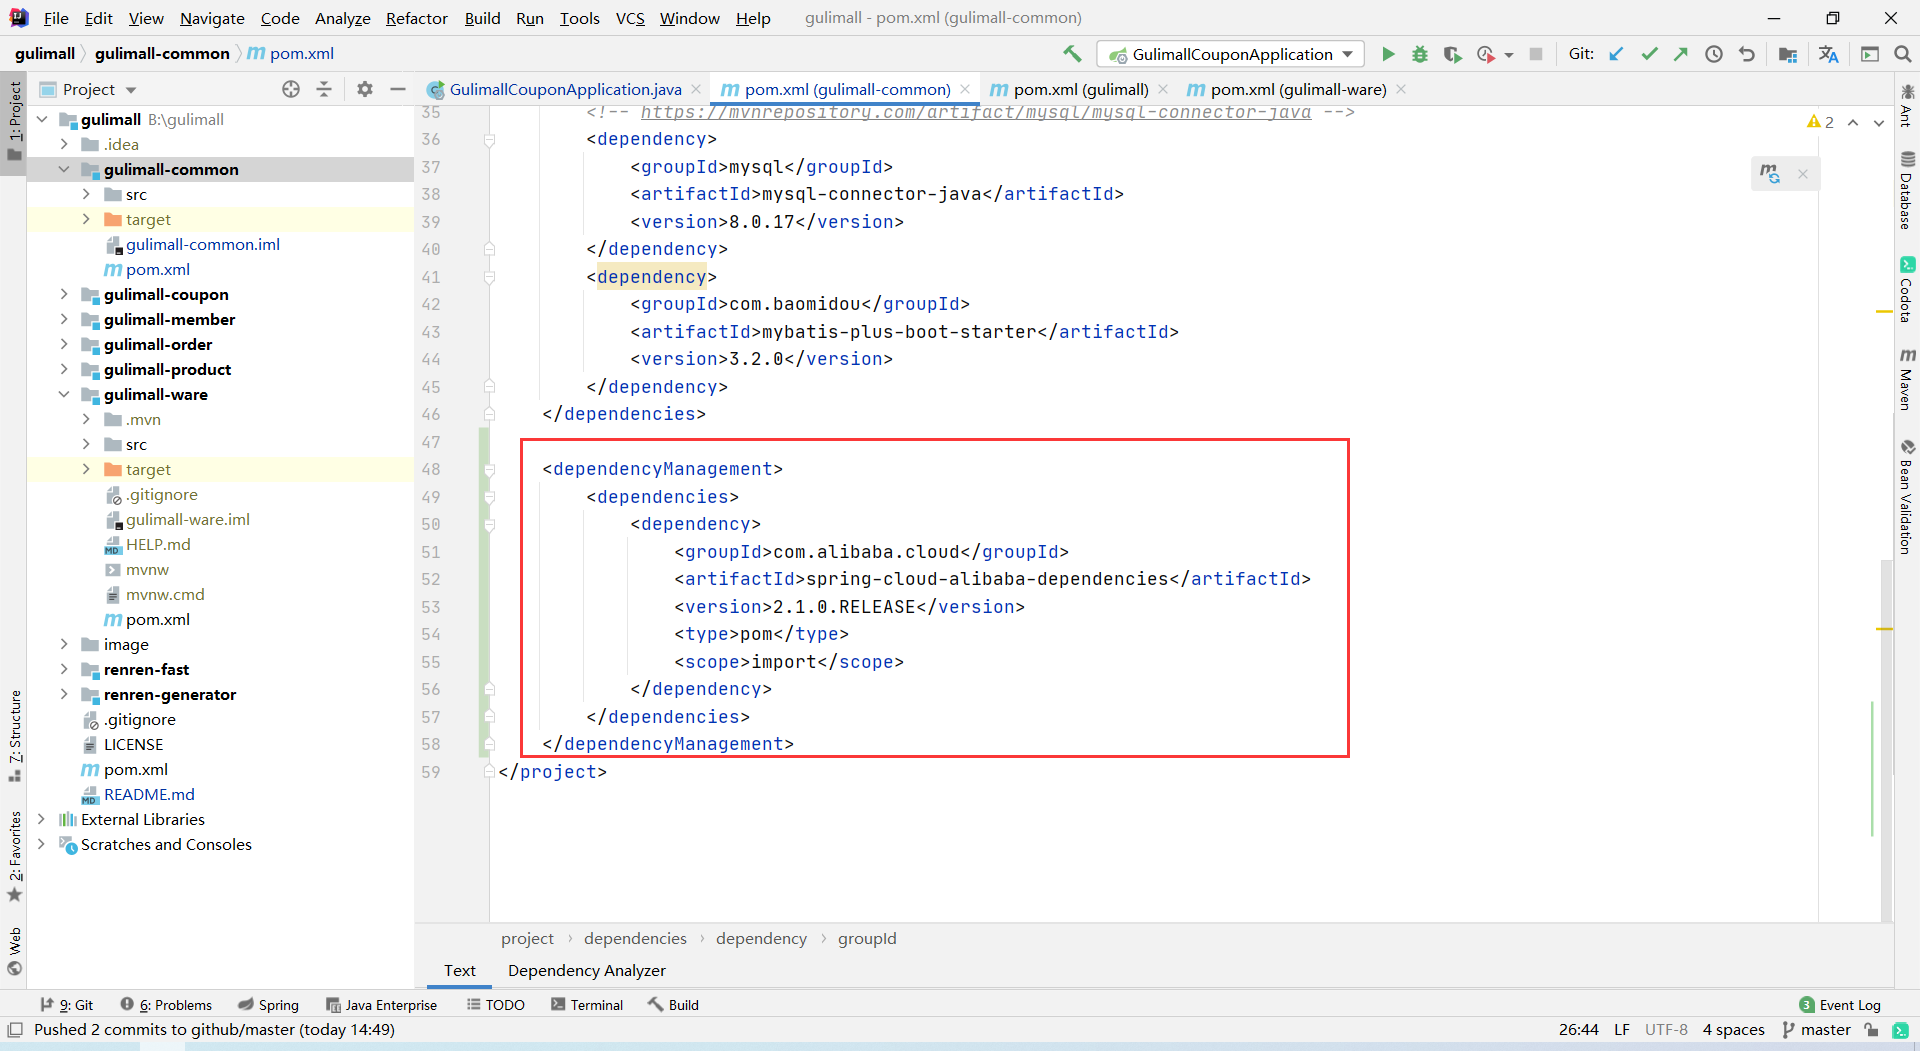 File Edit View Navigate Code Analyze Refactor Build Run Tools VCS Window Help gulimall - pom.xml (gulimall-common)
gulimall gulimall-common pom.xml GulimallCouponApplication Git:
Project GulimallCouponApplication.java pom.xml (gulimall-common) pom.xml (gulimall) pom.xml (gulimall-ware)
1: Project
7: Structure
2: Favorites
Web
gulimall B:\gulimall
.idea
gulimall-common
src
target
gulimall-common.iml
pom.xml
gulimall-coupon
gulimall-member
gulimall-order
gulimall-product
gulimall-ware
.mvn
src
target
.gitignore
gulimall-ware.iml
HELP.md
mvnw
mvnw.cmd
pom.xml
image
renren-fast
renren-generator
.gitignore
LICENSE
pom.xml
README.md
External Libraries
Scratches and Consoles
35 <!-- https://mvnrepository.com/artifact/mysql/mysql-connector-java -->
36 <dependency>
37 <groupId>mysql</groupId>
38 <artifactId>mysql-connector-java</artifactId>
39 <version>8.0.17</version>
40 </dependency>
41 <dependency>
42 <groupId>com.baomidou</groupId>
43 <artifactId>mybatis-plus-boot-starter</artifactId>
44 <version>3.2.0</version>
45 </dependency>
46 </dependencies>
47
48 <dependencyManagement>
49 <dependencies>
50 <dependency>
51 <groupId>com.alibaba.cloud</groupId>
52 <artifactId>spring-cloud-alibaba-dependencies</artifactId>
53 <version>2.1.0.RELEASE</version>
54 <type>pom</type>
55 <scope>import</scope>
56 </dependency>
57 </dependencies>
58 </dependencyManagement>
59 </project>
2
Ant
Database
Codota
Maven
Bean Validation
project › dependencies › dependency › groupId
Text Dependency Analyzer
9: Git 6: Problems Spring Java Enterprise TODO Terminal Build 3 Event Log
Pushed 2 commits to github/master (today 14:49) 26:44 LF UTF-8 4 spaces master